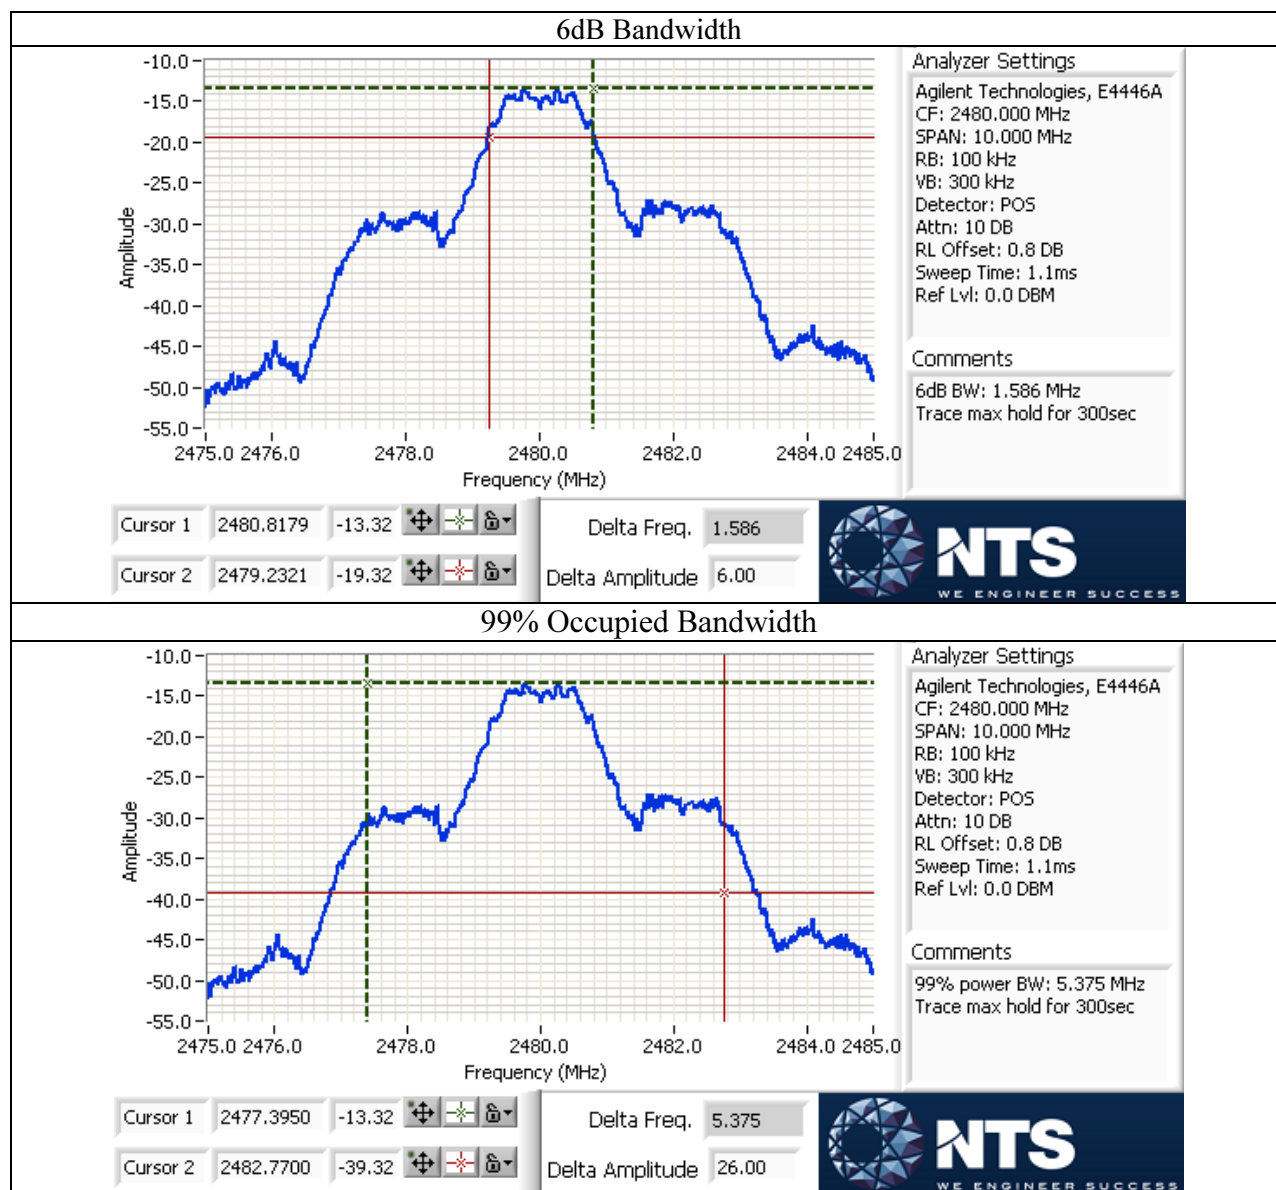 6dB Bandwidth
-10.0
-15.0
-20.0
-25.0
-30.0
-35.0
-40.0
-45.0
-50.0
-55.0
Amplitude
2475.0 2476.0 2478.0 2480.0 2482.0 2484.0 2485.0
Frequency (MHz)
Analyzer Settings
Agilent Technologies, E4446A
CF: 2480.000 MHz
SPAN: 10.000 MHz
RB: 100 kHz
VB: 300 kHz
Detector: POS
Attn: 10 DB
RL Offset: 0.8 DB
Sweep Time: 1.1ms
Ref Lvl: 0.0 DBM
Comments
6dB BW: 1.586 MHz
Trace max hold for 300sec
Cursor 1 2480.8179 -13.32
Cursor 2 2479.2321 -19.32
Delta Freq. 1.586
Delta Amplitude 6.00
NTS
WE ENGINEER SUCCESS
99% Occupied Bandwidth
-10.0
-15.0
-20.0
-25.0
-30.0
-35.0
-40.0
-45.0
-50.0
-55.0
Amplitude
2475.0 2476.0 2478.0 2480.0 2482.0 2484.0 2485.0
Frequency (MHz)
Analyzer Settings
Agilent Technologies, E4446A
CF: 2480.000 MHz
SPAN: 10.000 MHz
RB: 100 kHz
VB: 300 kHz
Detector: POS
Attn: 10 DB
RL Offset: 0.8 DB
Sweep Time: 1.1ms
Ref Lvl: 0.0 DBM
Comments
99% power BW: 5.375 MHz
Trace max hold for 300sec
Cursor 1 2477.3950 -13.32
Cursor 2 2482.7700 -39.32
Delta Freq. 5.375
Delta Amplitude 26.00
NTS
WE ENGINEER SUCCESS